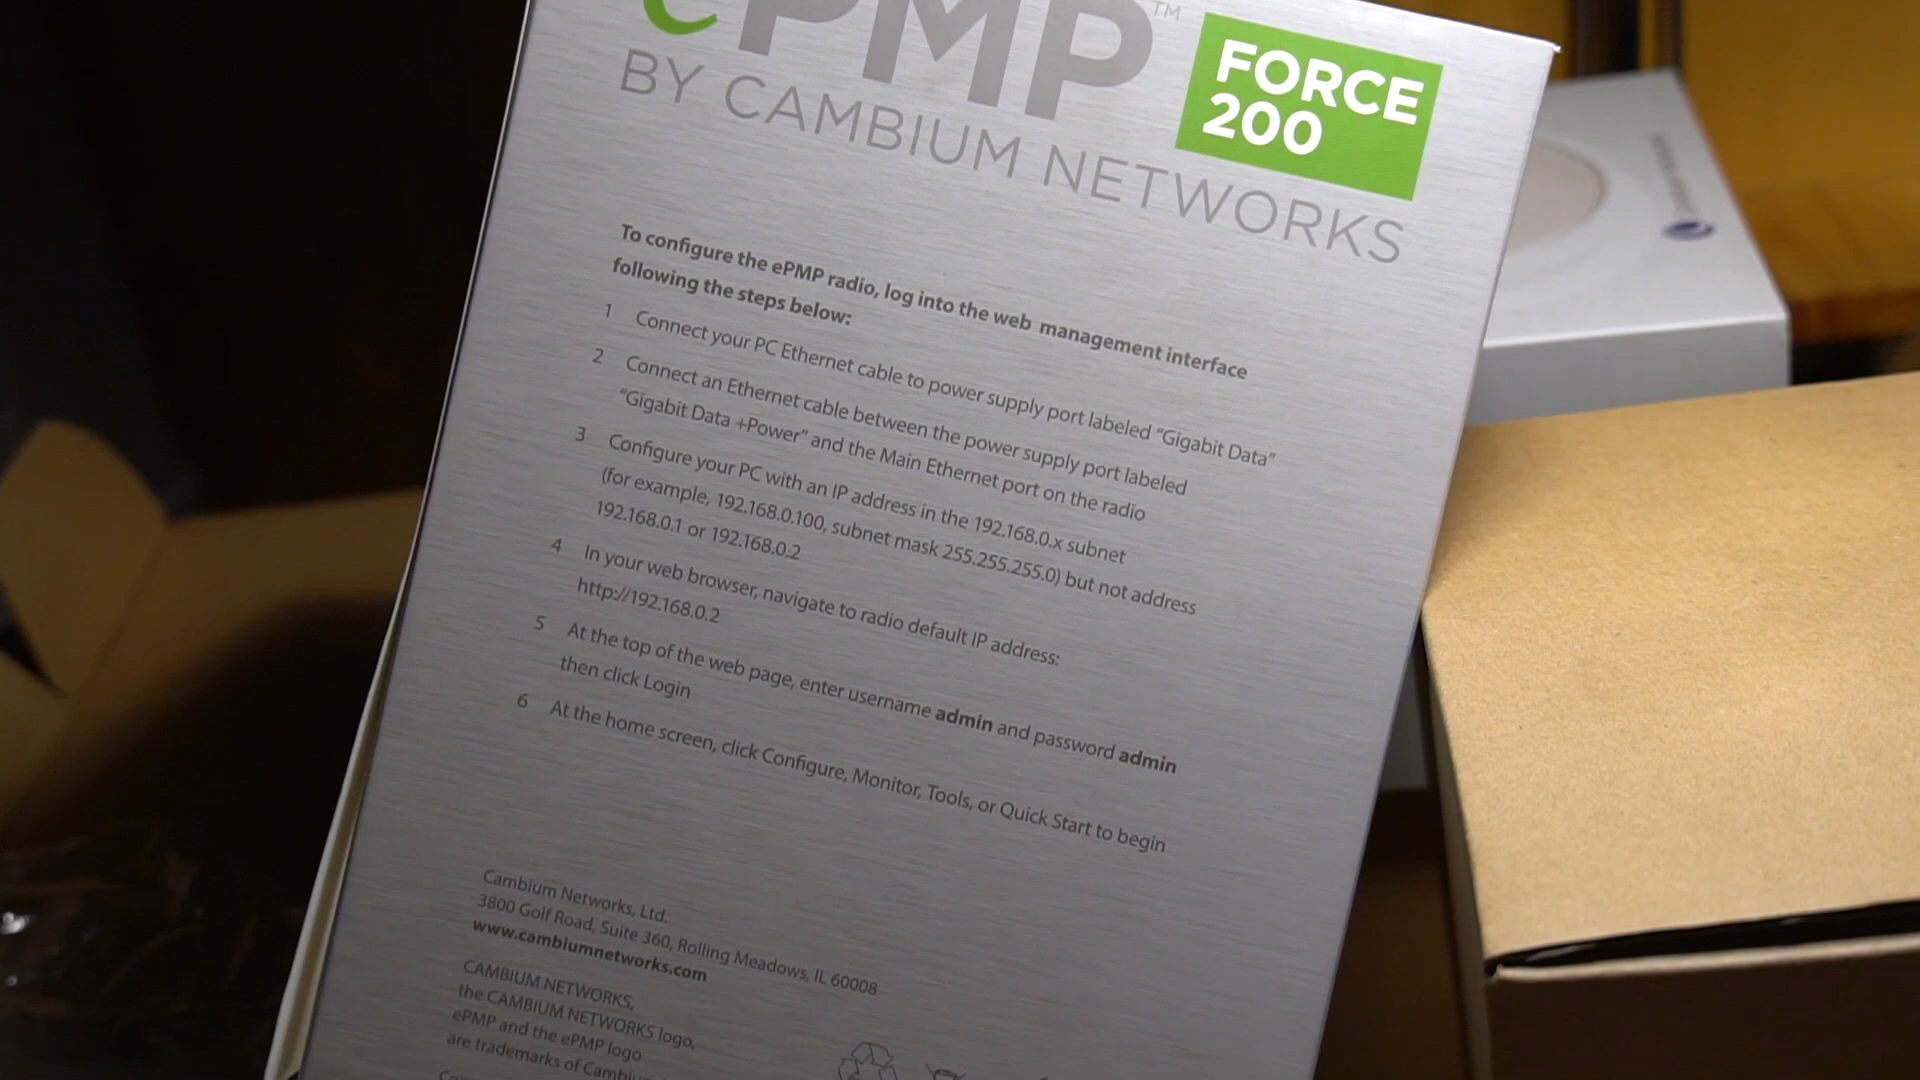 ePMP™
FORCE
200
BY CAMBIUM NETWORKS
To configure the ePMP radio, log into the web management interface
following the steps below:
1 Connect your PC Ethernet cable to power supply port labeled “Gigabit Data”
2 Connect an Ethernet cable between the power supply port labeled
“Gigabit Data +Power” and the Main Ethernet port on the radio
3 Configure your PC with an IP address in the 192.168.0.x subnet
(for example, 192.168.0.100, subnet mask 255.255.255.0) but not address
192.168.0.1 or 192.168.0.2
4 In your web browser, navigate to radio default IP address:
http://192.168.0.2
5 At the top of the web page, enter username admin and password admin
then click Login
6 At the home screen, click Configure, Monitor, Tools, or Quick Start to begin
Cambium Networks, Ltd.
3800 Golf Road, Suite 360, Rolling Meadows, IL 60008
www.cambiumnetworks.com
CAMBIUM NETWORKS,
the CAMBIUM NETWORKS logo,
ePMP and the ePMP logo
are trademarks of